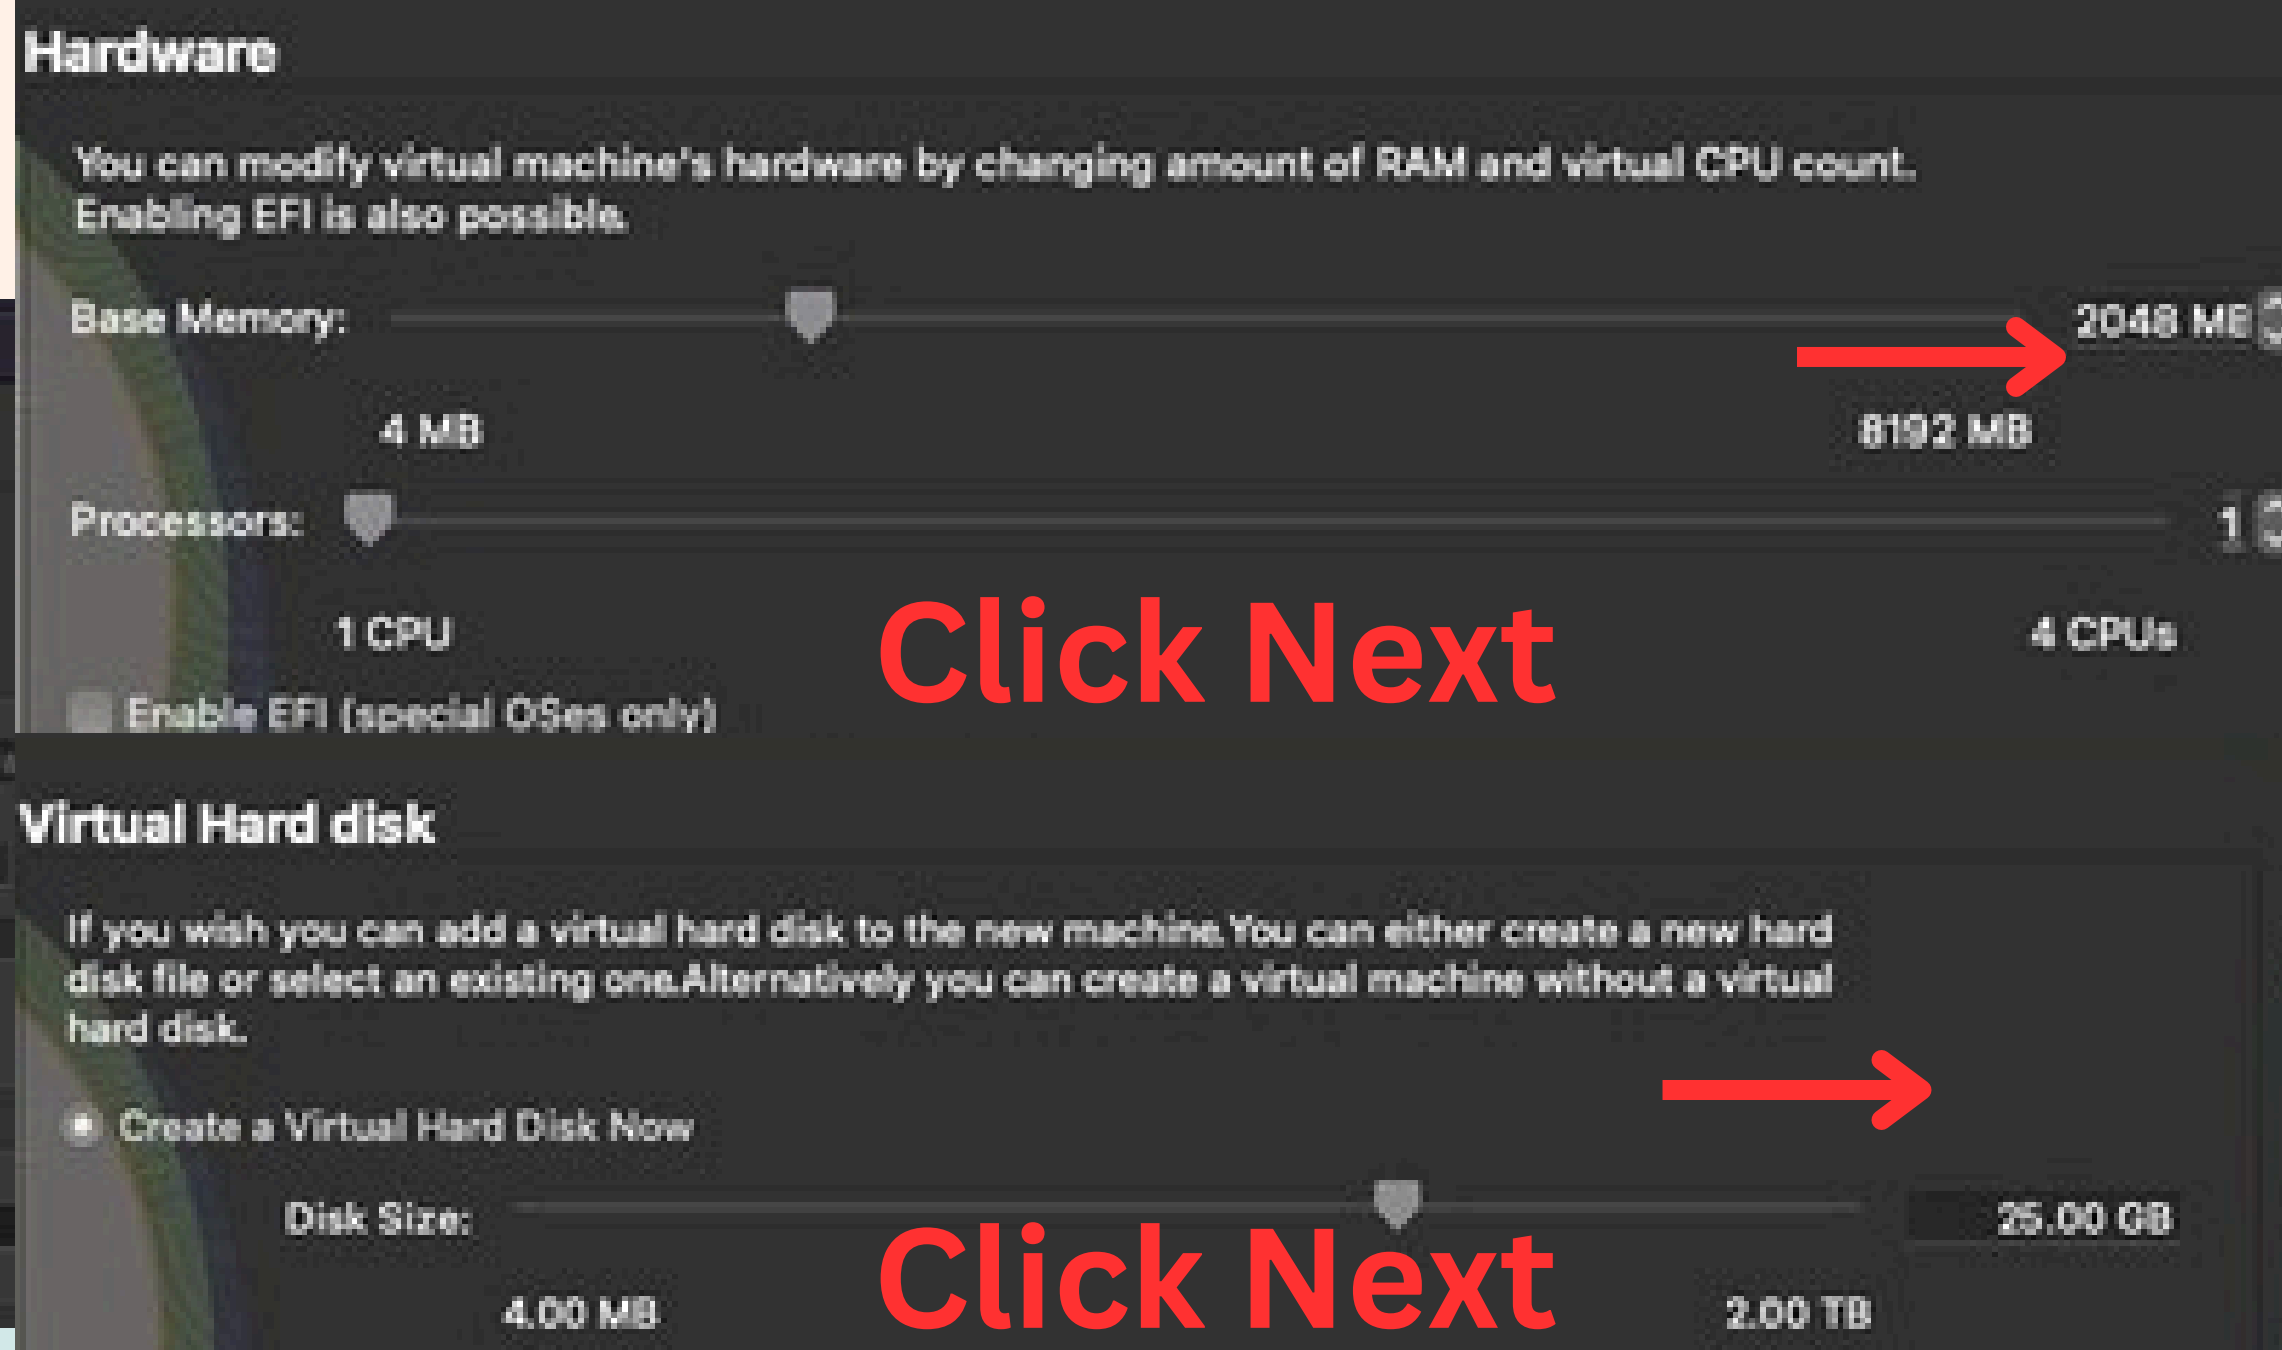 Hardware
You can modify virtual machine's hardware by changing amount of RAM and virtual CPU count.
Enabling EFI is also possible.
Base Memory:
2048 MB
4 MB
8192 MB
Processors:
1
1 CPU
4 CPUs
Click Next
Enable EFI (special OSes only)
Virtual Hard disk
If you wish you can add a virtual hard disk to the new machine.You can either create a new hard
disk file or select an existing one.Alternatively you can create a virtual machine without a virtual
hard disk.
Create a Virtual Hard Disk Now
Disk Size:
25.00 GB
Click Next
4.00 MB
2.00 TB